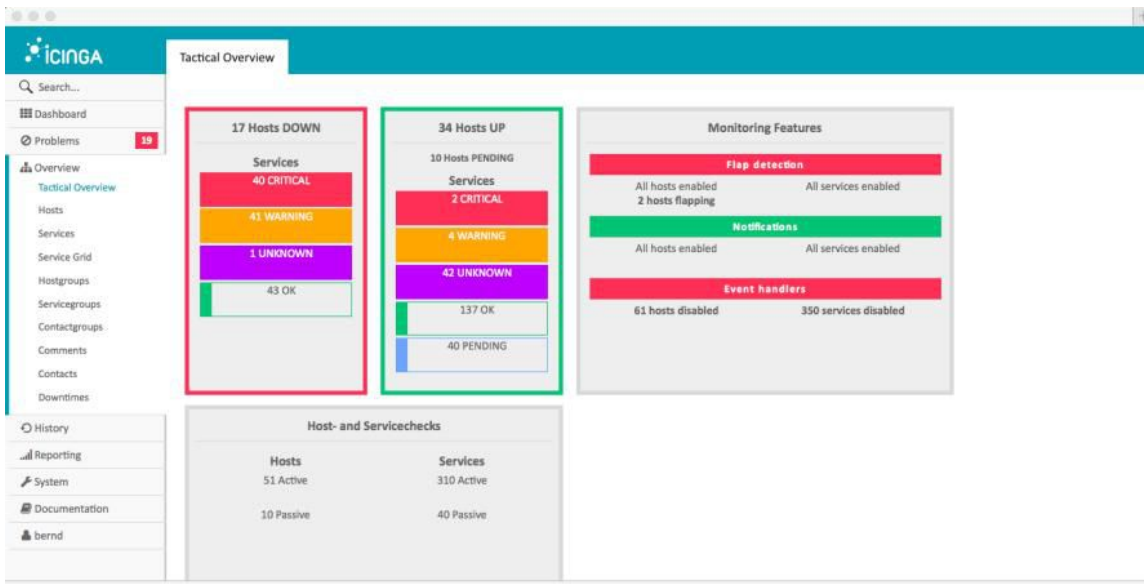 icinga
Tactical Overview
Search...
Dashboard
Problems 19
Overview
Tactical Overview
Hosts
Services
Service Grid
Hostgroups
Servicegroups
Contactgroups
Comments
Contacts
Downtimes
History
Reporting
System
Documentation
bernd
17 Hosts DOWN
Services
40 CRITICAL
41 WARNING
1 UNKNOWN
43 OK
34 Hosts UP
10 Hosts PENDING
Services
2 CRITICAL
4 WARNING
42 UNKNOWN
137 OK
40 PENDING
Monitoring Features
Flap detection
All hosts enabled All services enabled
2 hosts flapping
Notifications
All hosts enabled All services enabled
Event handlers
61 hosts disabled 350 services disabled
Host- and Servicechecks
Hosts Services
51 Active 310 Active
10 Passive 40 Passive